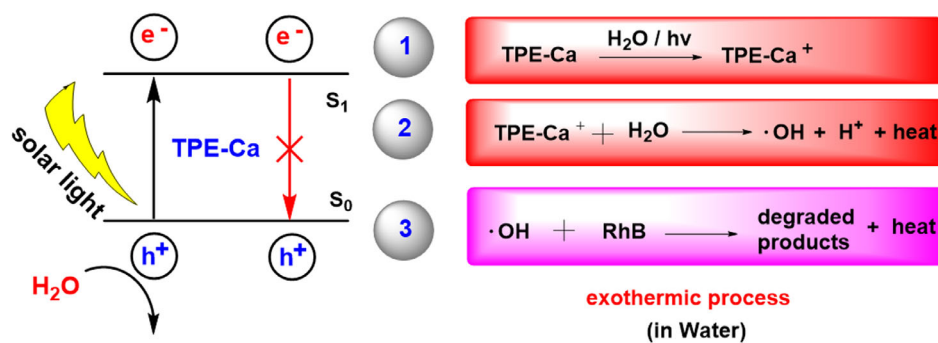 e⁻ e⁻
S₁
solar light
TPE-Ca
S₀
h⁺ h⁺
H₂O
1
TPE-Ca H₂O / hv TPE-Ca⁺
2
TPE-Ca⁺ + H₂O → ·OH + H⁺ + heat
3
·OH + RhB → degraded products + heat
exothermic process
(in Water)